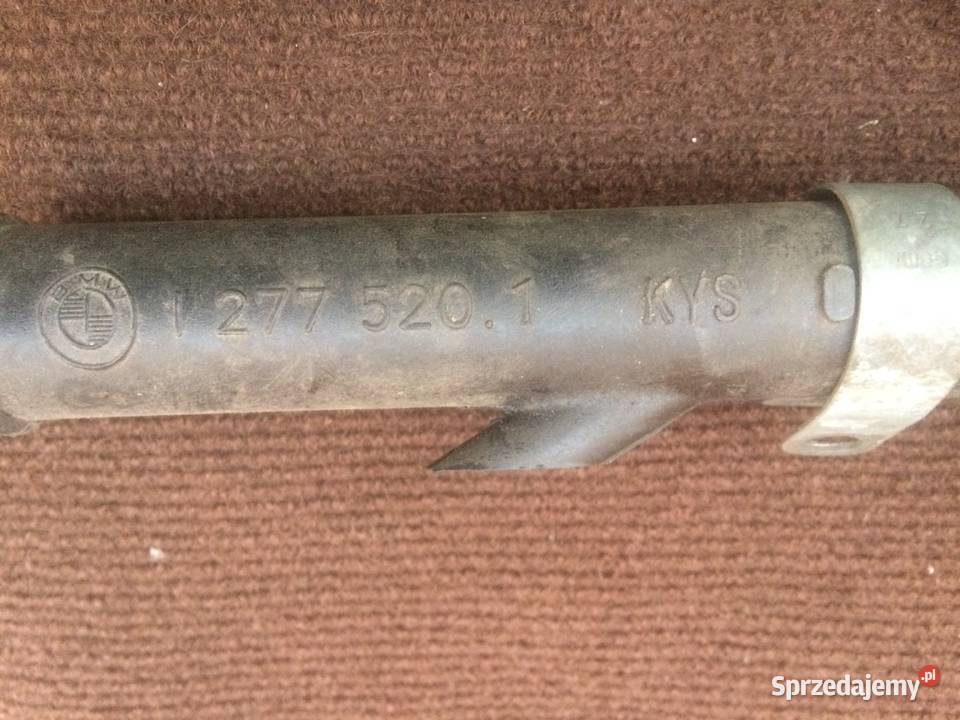 BMW
1 277 520.1 KYS
Sprzedajemy.pl